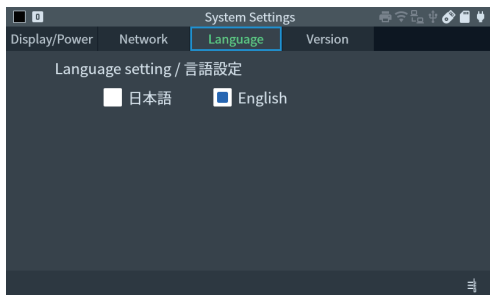 0 System Settings
Display/Power Network Language Version
Language setting / 言語設定
日本語 English